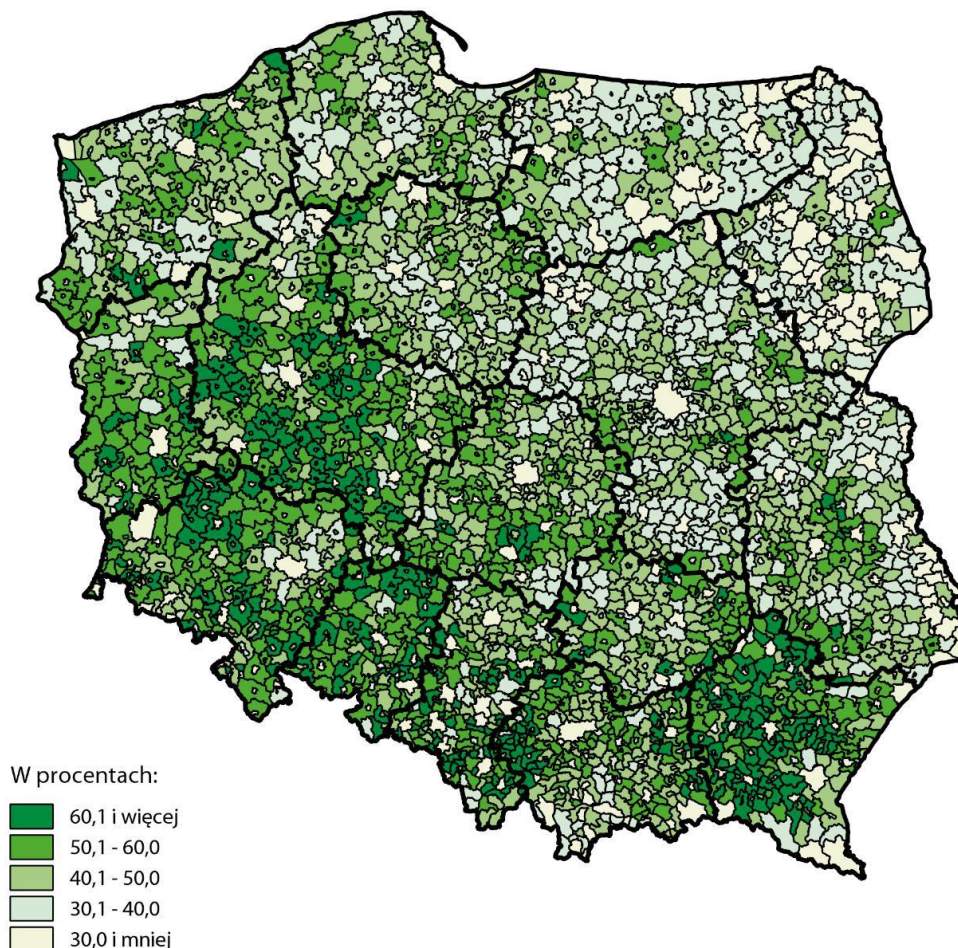 W procentach:
60,1 i więcej
50,1 - 60,0
40,1 - 50,0
30,1 - 40,0
30,0 i mniej